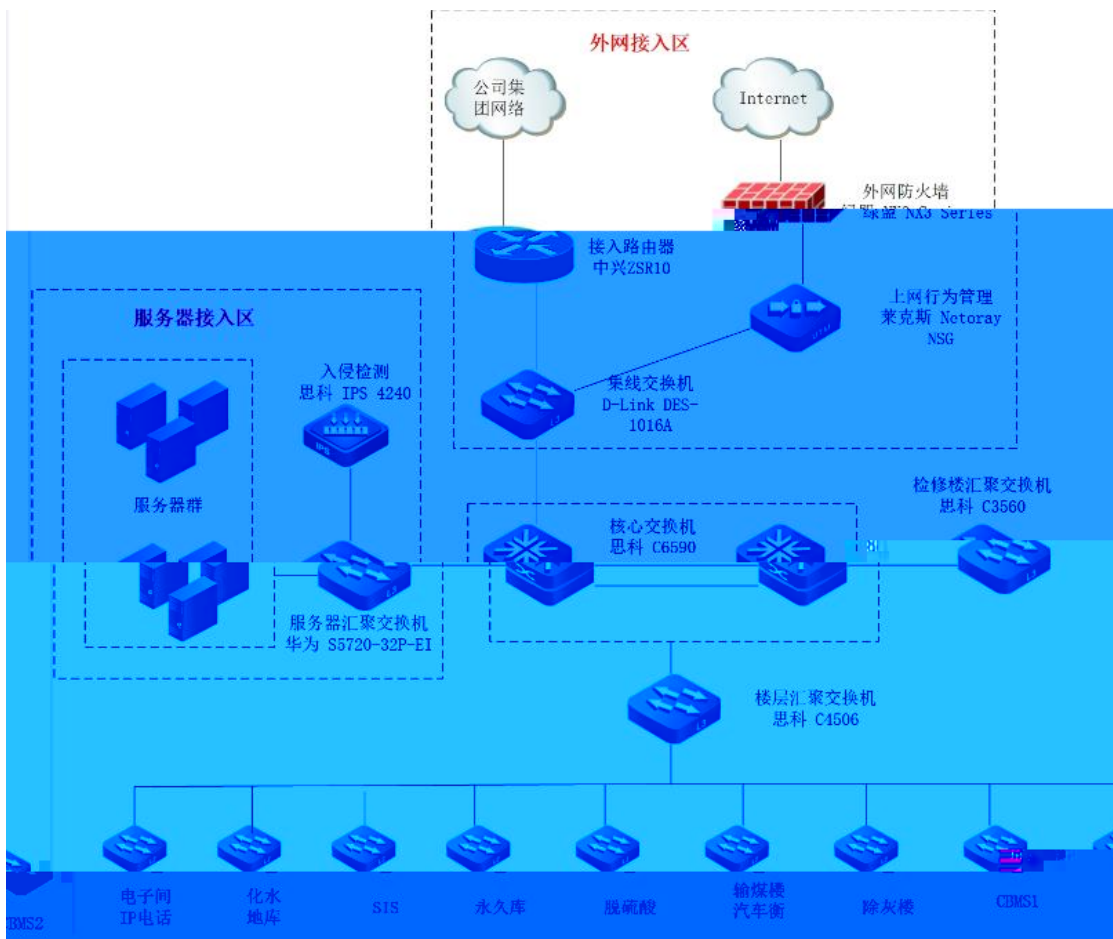 外网接入区
公司集
团网络
Internet
外网防火墙
绿盟 NX3 Series
接入路由器
中兴ZSR10
上网行为管理
莱克斯 Netoray
NSG
服务器接入区
入侵检测
思科 IPS 4240
IPS
集线交换机
D-Link DES-
1016A
服务器群
核心交换机
思科 C6590
检修楼汇聚交换机
思科 C3560
服务器汇聚交换机
华为 S5720-32P-EI
楼层汇聚交换机
思科 C4506
电子间
IP电话
化水
地库
SIS
永久库
脱硫酸
输煤楼
汽车衡
除灰楼
CBMS1
CBMS2